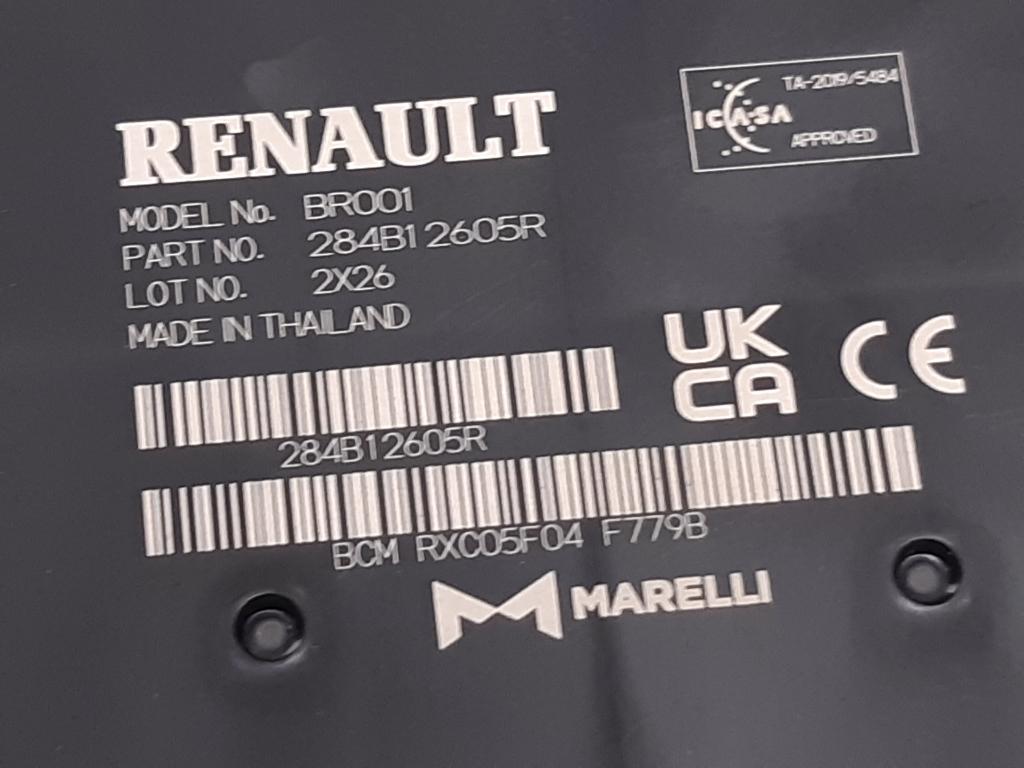 RENAULT
MODEL No. BR001
PART NO. 284B12605R
LOT NO. 2X26
MADE IN THAILAND
TA-2019/5484
ICASA
APPROVED
UK
CA
CE
284B12605R
BCM RXC05F04 F779B
MARELLI